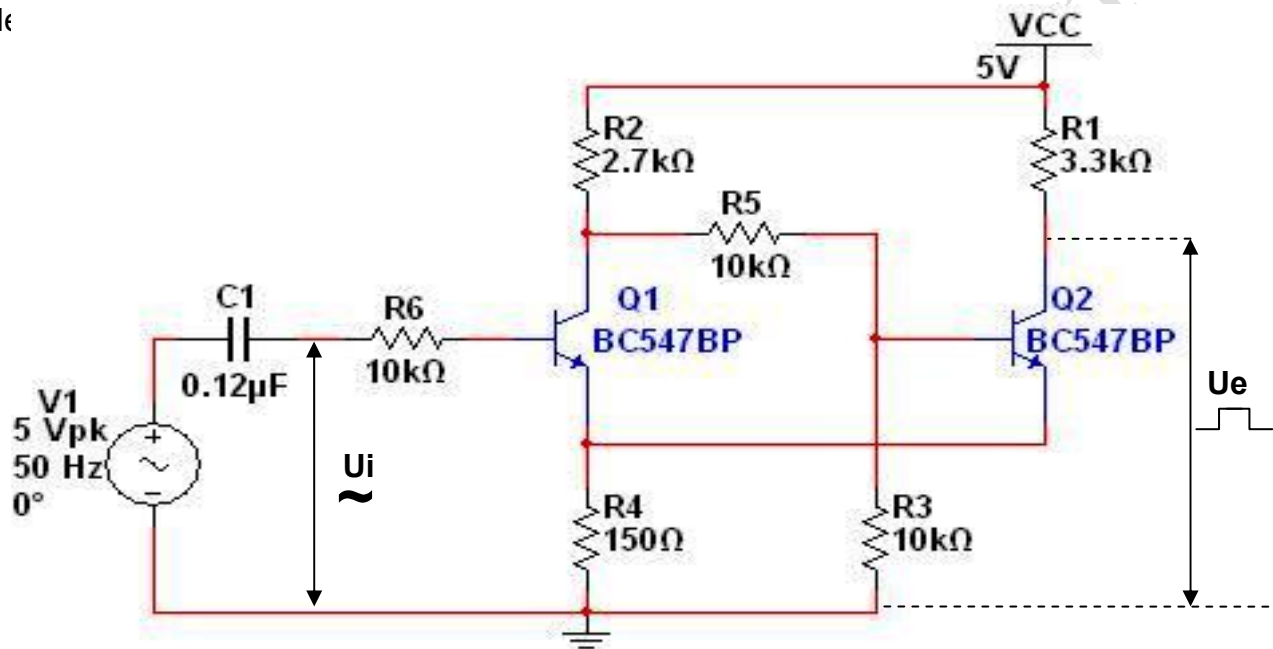 VCC
5V
R2
2.7kΩ
R1
3.3kΩ
R5
10kΩ
C1
0.12µF
R6
10kΩ
Q1
BC547BP
Q2
BC547BP
V1
5 Vpk
50 Hz
0°
Ui
~
R4
150Ω
R3
10kΩ
Ue